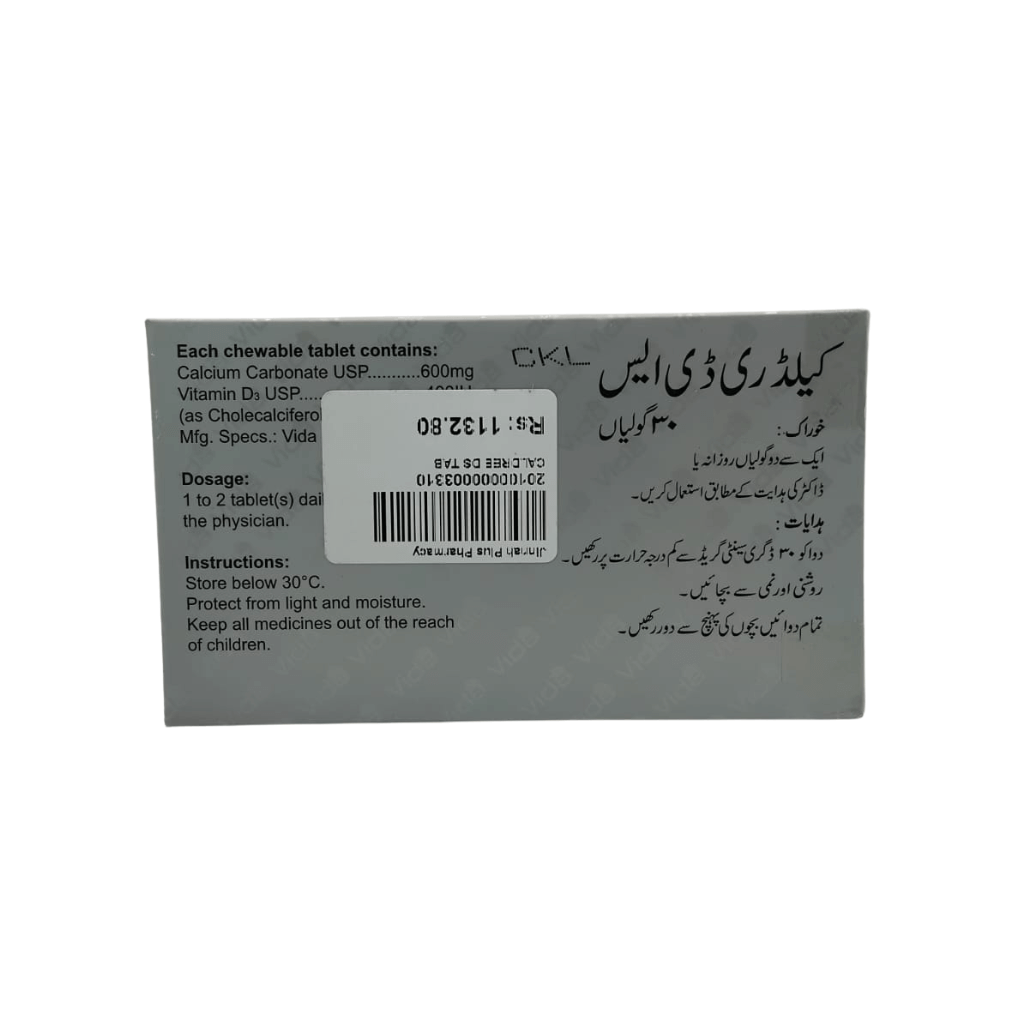 Each chewable tablet contains:
Calcium Carbonate USP...........600mg
Vitamin D₃ USP.....
(as Cholecalciferol
Mfg. Specs.: Vida
Dosage:
1 to 2 tablet(s)
the physician.
Instructions:
Store below 30°C.
Protect from light and moisture.
Keep all medicines out of the reach
of children.
CKL
Jinnah Plus Pharmacy
2010000003310
CALDREE DS TAB
Rs: 1132.80
کیلڈری ڈی ایس
۳۰ گولیاں
خوراک:
ایک سے دو گولیاں روزانہ یا
ڈاکٹر کی ہدایت کے مطابق استعمال کریں۔
ہدایات:
دوا کو ۳۰ ڈگری سینٹی گریڈ سے کم درجہ حرارت پر رکھیں۔
روشنی اور نمی سے بچائیں۔
تمام دوائیں بچوں کی پہنچ سے دور رکھیں۔